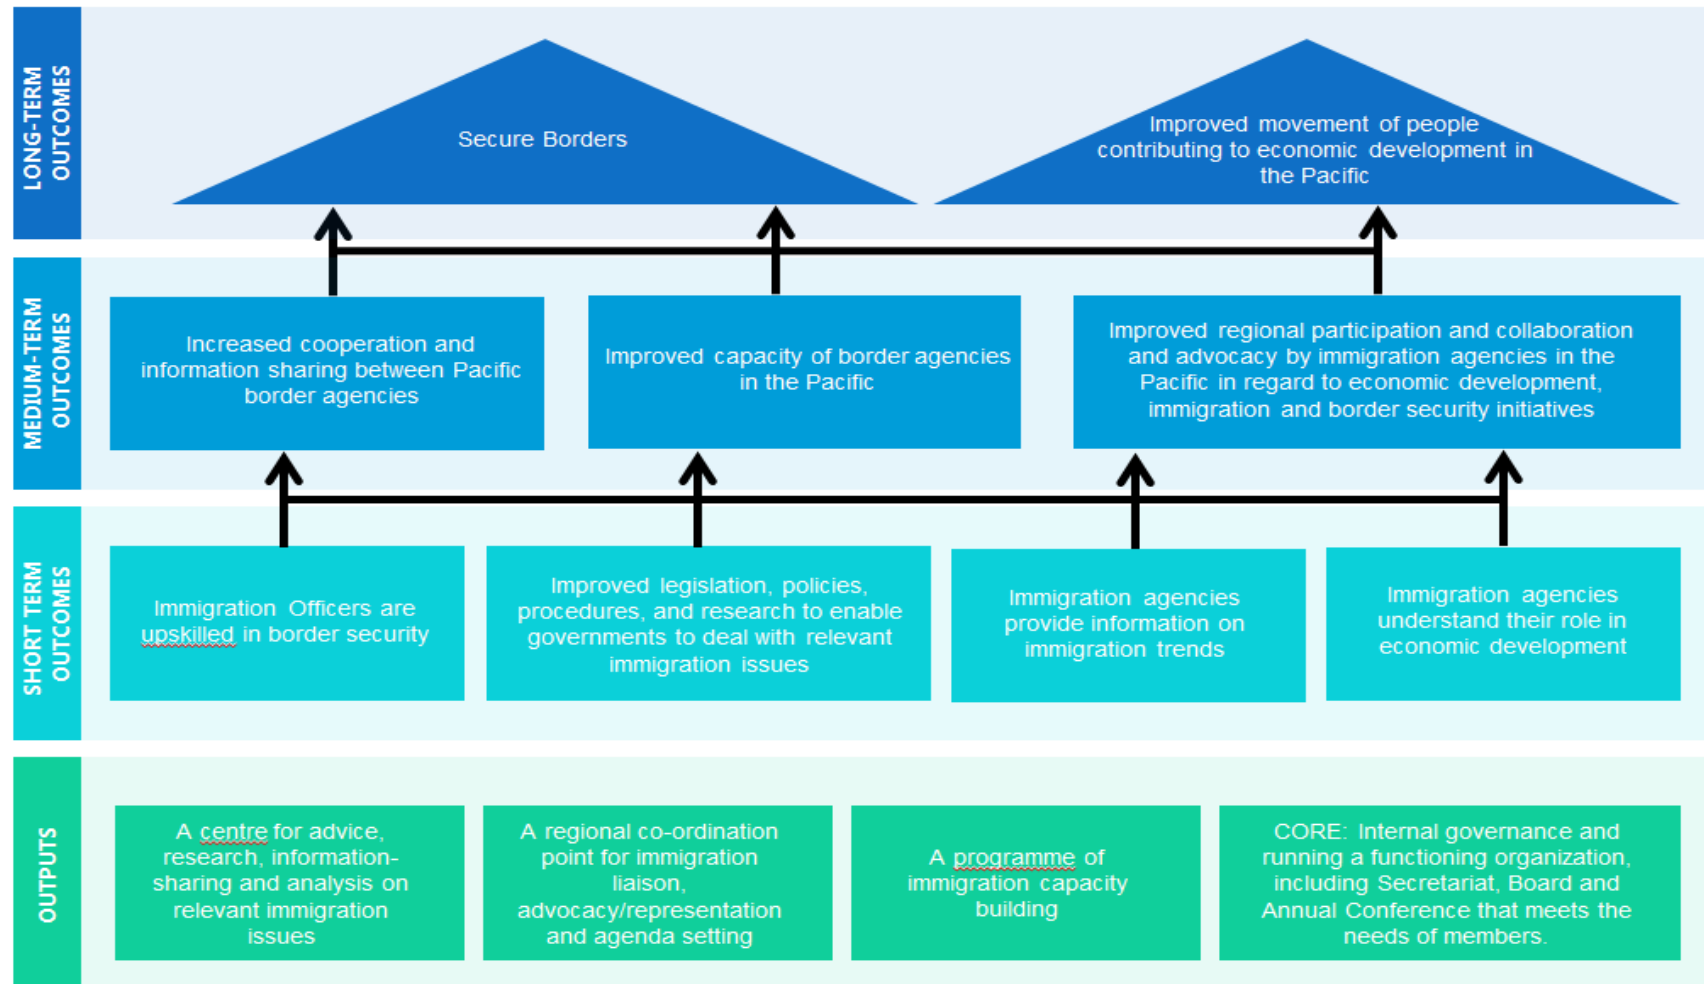 LONG-TERM
OUTCOMES
Secure Borders
Improved movement of people
contributing to economic development in
the Pacific
MEDIUM-TERM
OUTCOMES
Increased cooperation and
information sharing between Pacific
border agencies
Improved capacity of border agencies
in the Pacific
Improved regional participation and collaboration
and advocacy by immigration agencies in the
Pacific in regard to economic development,
immigration and border security initiatives
SHORT TERM
OUTCOMES
Immigration Officers are
upskilled in border security
Improved legislation, policies,
procedures, and research to enable
governments to deal with relevant
immigration issues
Immigration agencies
provide information on
immigration trends
Immigration agencies
understand their role in
economic development
OUTPUTS
A centre for advice,
research, information-
sharing and analysis on
relevant immigration
issues
A regional co-ordination
point for immigration
liaison,
advocacy/representation
and agenda setting
A programme of
immigration capacity
building
CORE: Internal governance and
running a functioning organization,
including Secretariat, Board and
Annual Conference that meets the
needs of members.